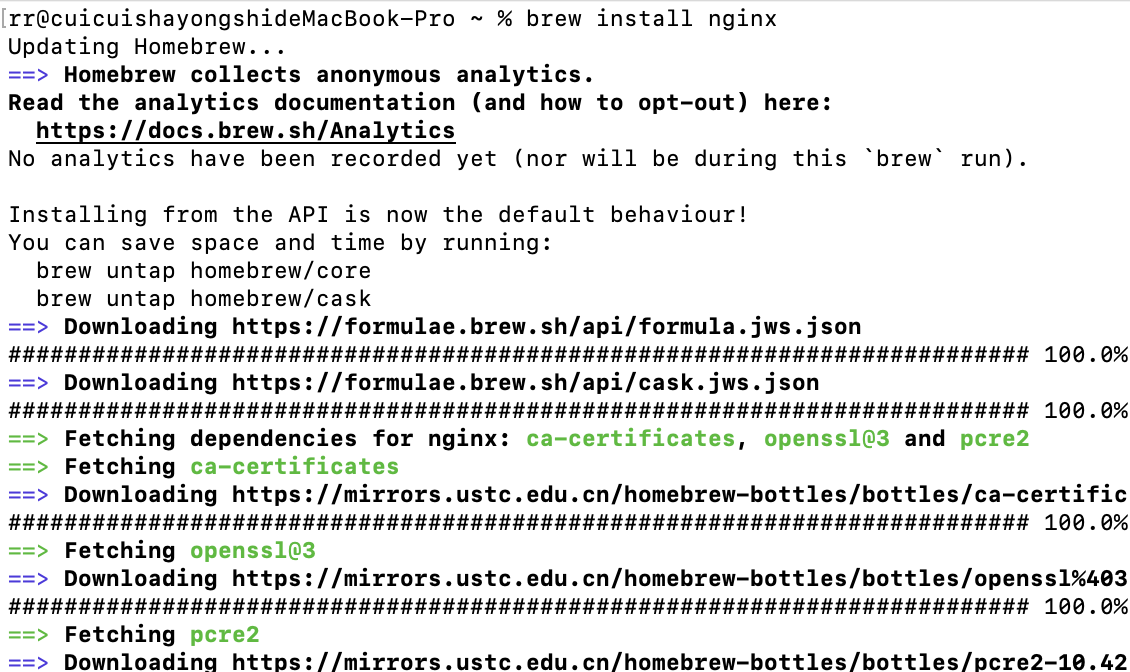 [rr@cuicuishayongshideMacBook-Pro ~ % brew install nginx
Updating Homebrew...
==> Homebrew collects anonymous analytics.
Read the analytics documentation (and how to opt-out) here:
  https://docs.brew.sh/Analytics
No analytics have been recorded yet (nor will be during this `brew` run).

Installing from the API is now the default behaviour!
You can save space and time by running:
  brew untap homebrew/core
  brew untap homebrew/cask
==> Downloading https://formulae.brew.sh/api/formula.jws.json
######################################################################### 100.0%
==> Downloading https://formulae.brew.sh/api/cask.jws.json
######################################################################### 100.0%
==> Fetching dependencies for nginx: ca-certificates, openssl@3 and pcre2
==> Fetching ca-certificates
==> Downloading https://mirrors.ustc.edu.cn/homebrew-bottles/bottles/ca-certific
######################################################################### 100.0%
==> Fetching openssl@3
==> Downloading https://mirrors.ustc.edu.cn/homebrew-bottles/bottles/openssl%403
######################################################################### 100.0%
==> Fetching pcre2
==> Downloading https://mirrors.ustc.edu.cn/homebrew-bottles/bottles/pcre2-10.42